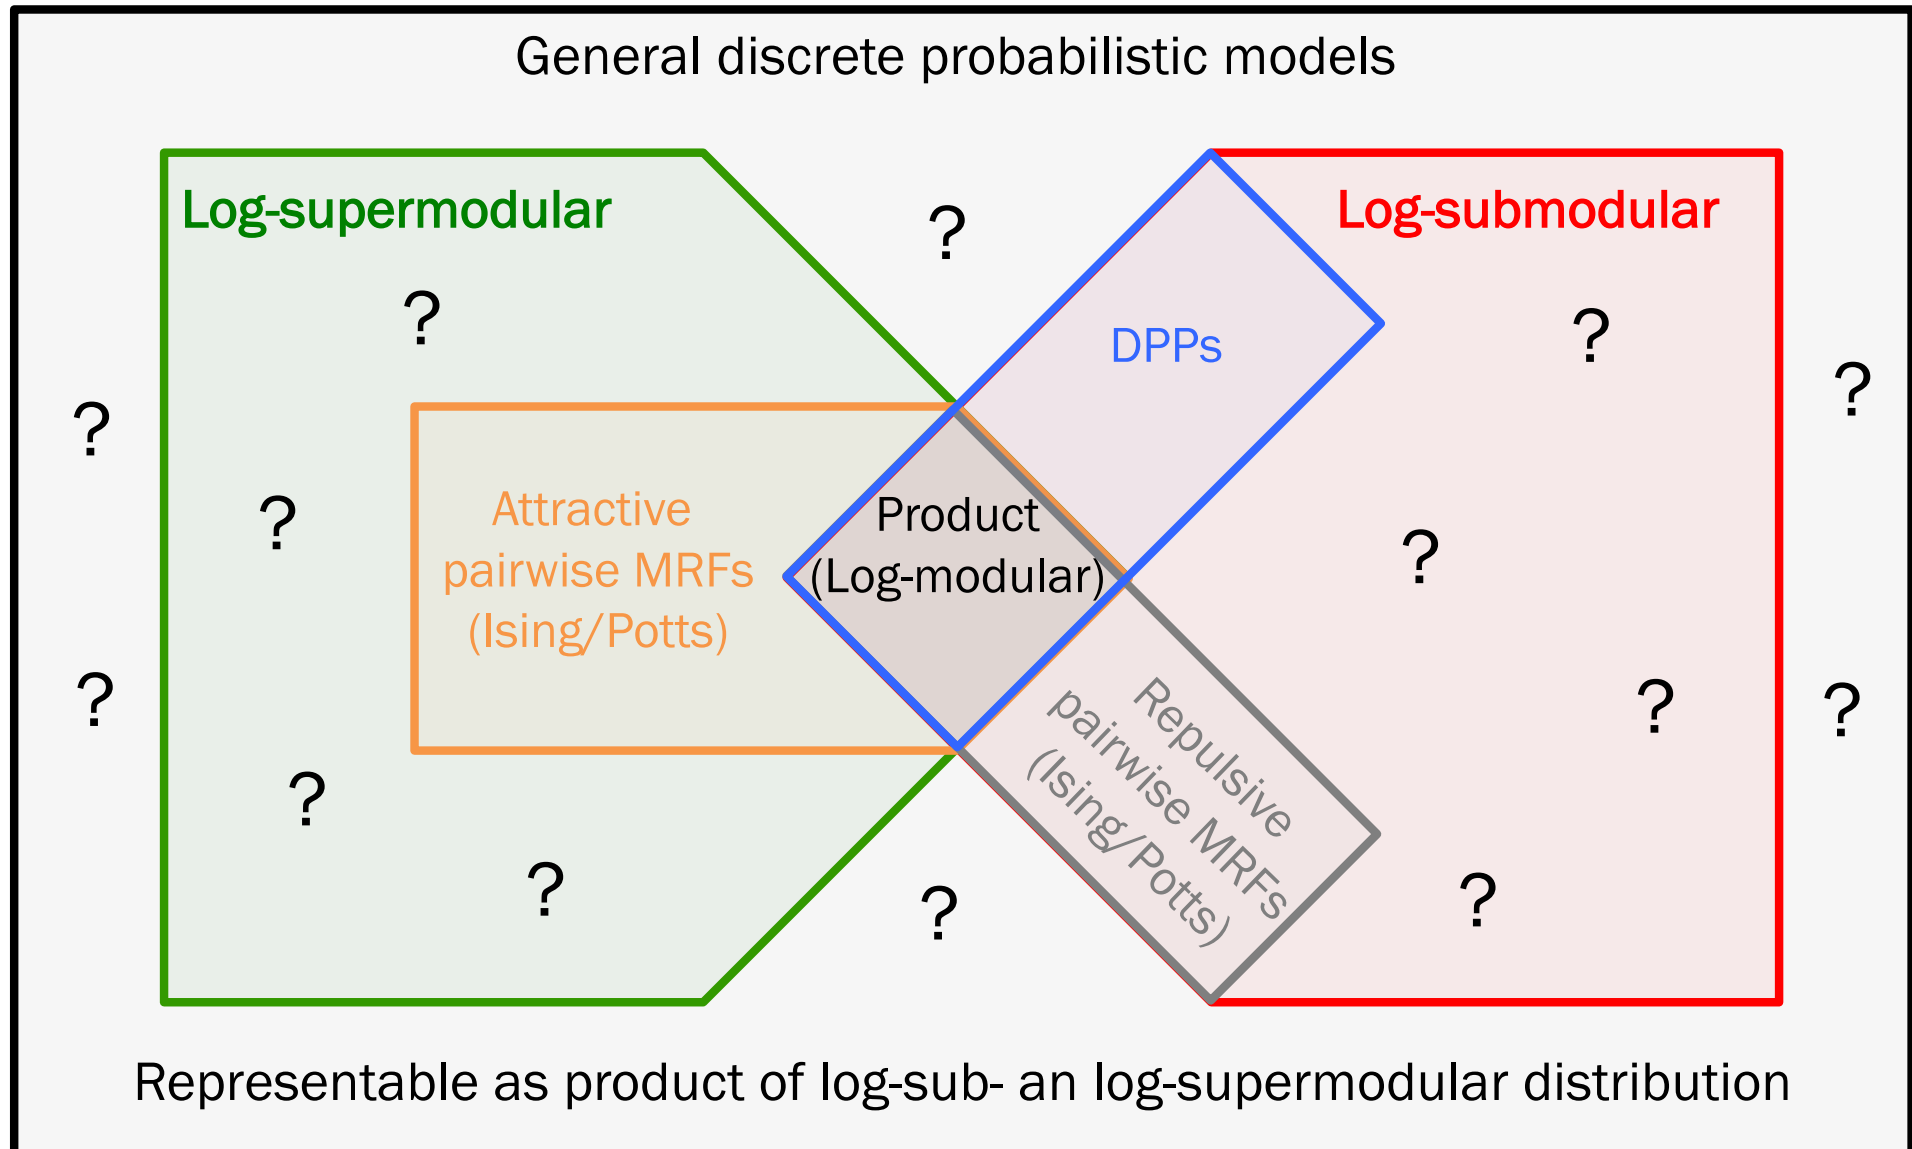 General discrete probabilistic models
Log-supermodular
Log-submodular
?
?
?
DPPs
?
?
?
Attractive
pairwise MRFs
(Ising/Potts)
Product
(Log-modular)
?
?
?
?
?
Repulsive
pairwise MRFs
(Ising/Potts)
?
?
?
?
Representable as product of log-sub- an log-supermodular distribution